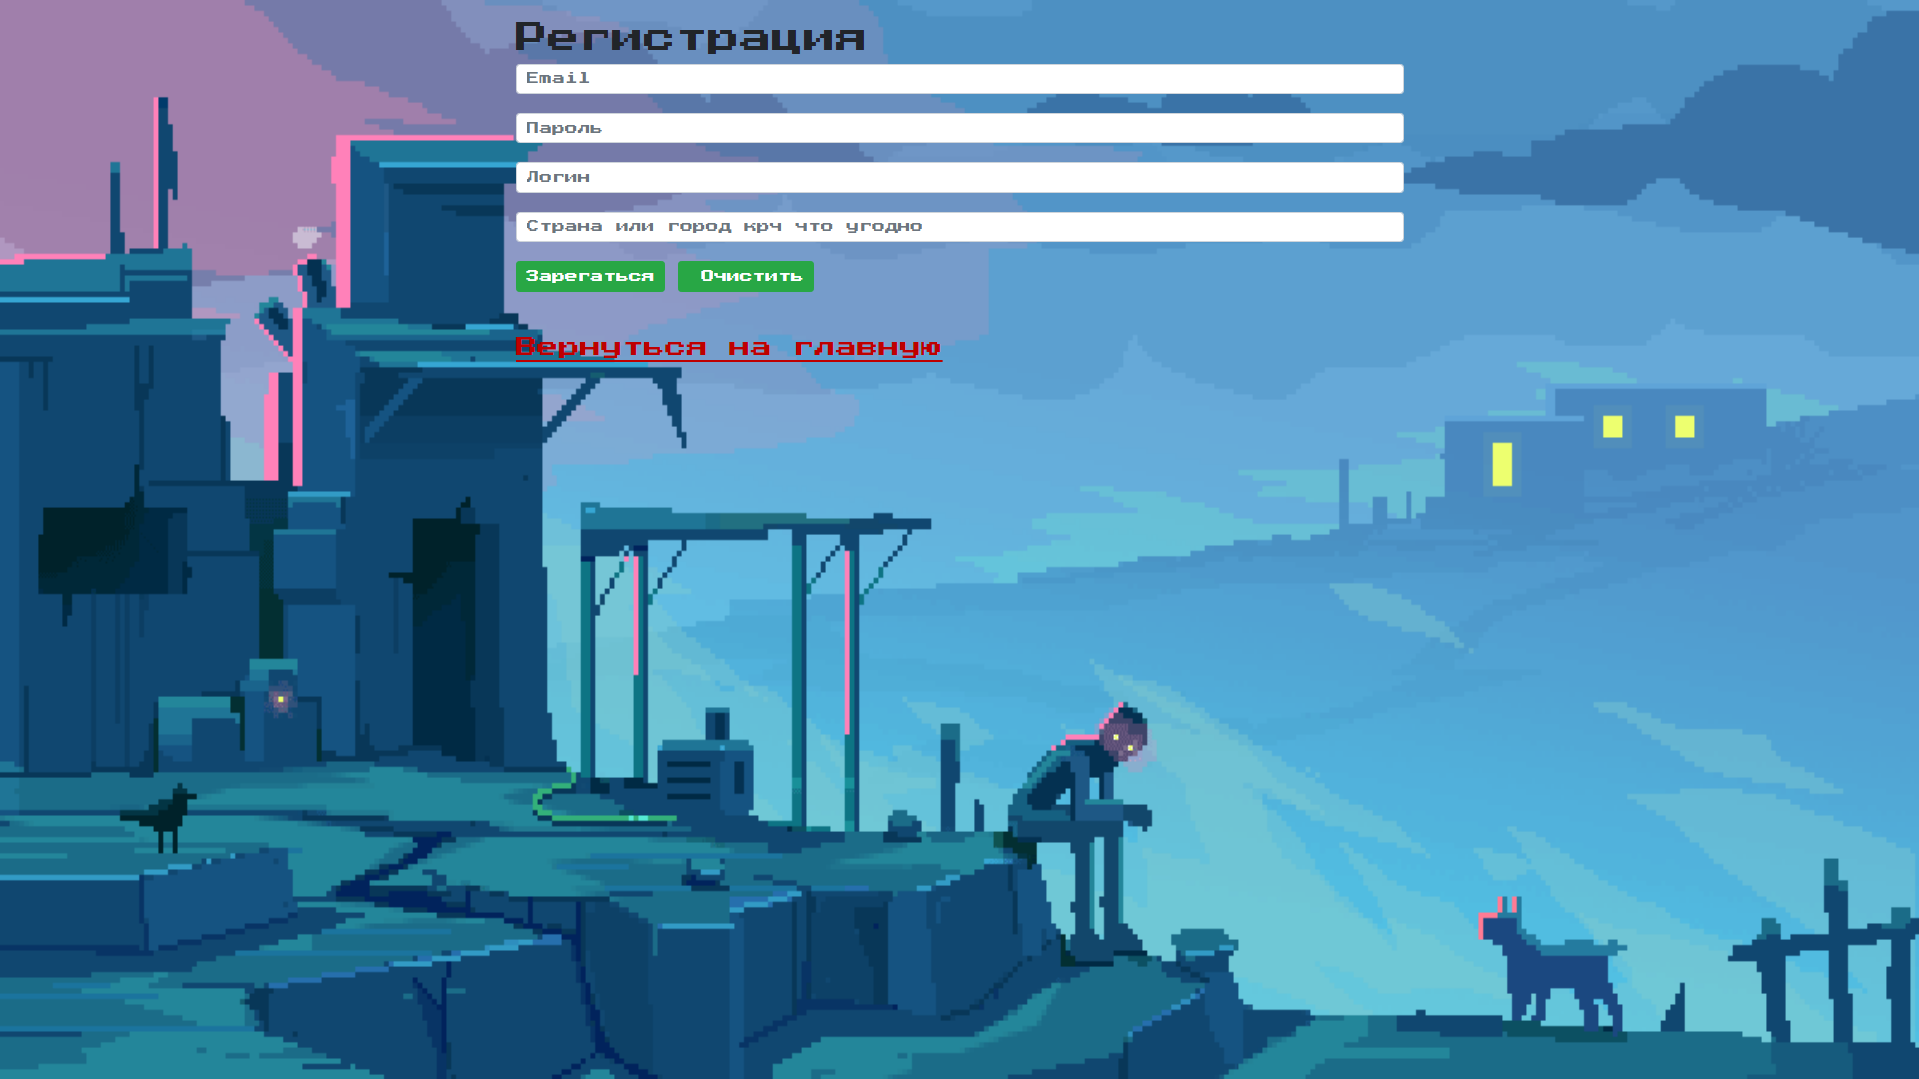 Регистрация
Email
Пароль
Логин
Страна или город крч что угодно
Зарегаться Очистить
Вернуться на главную